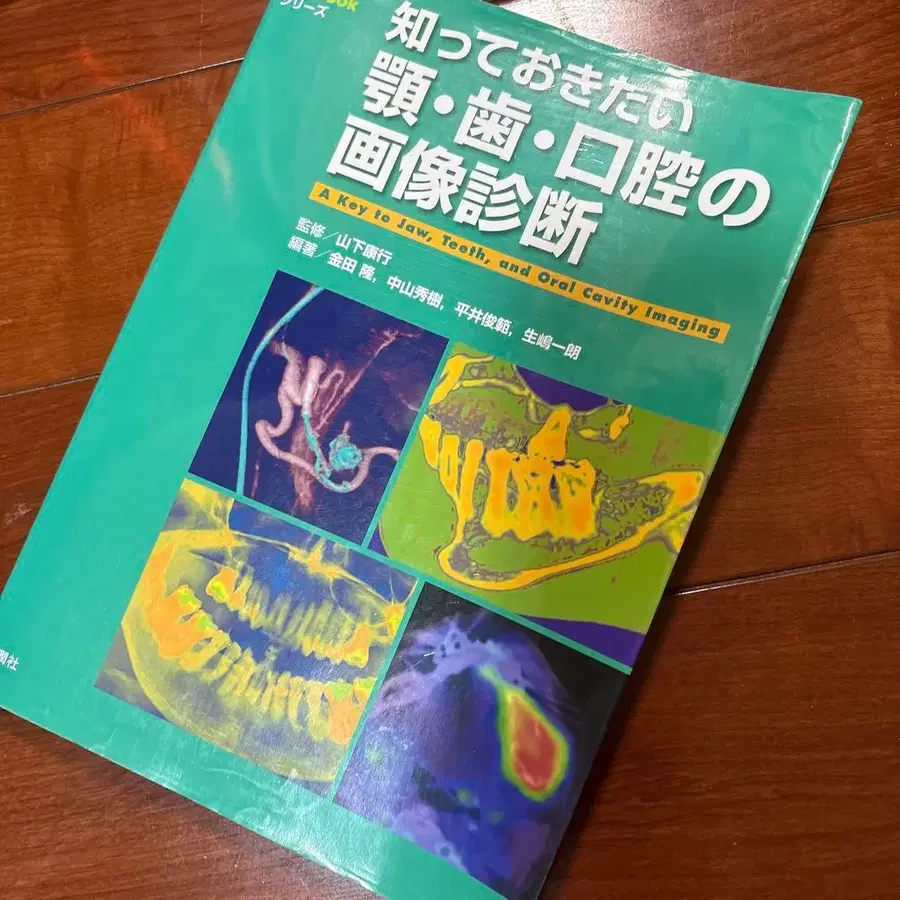 シリーズ
知っておきたい
顎・歯・口腔の
画像診断
A Key to Jaw, Teeth, and Oral Cavity Imaging
監修／山下康行
編著／金田 隆, 中山秀樹, 平井俊範, 生嶋一朗